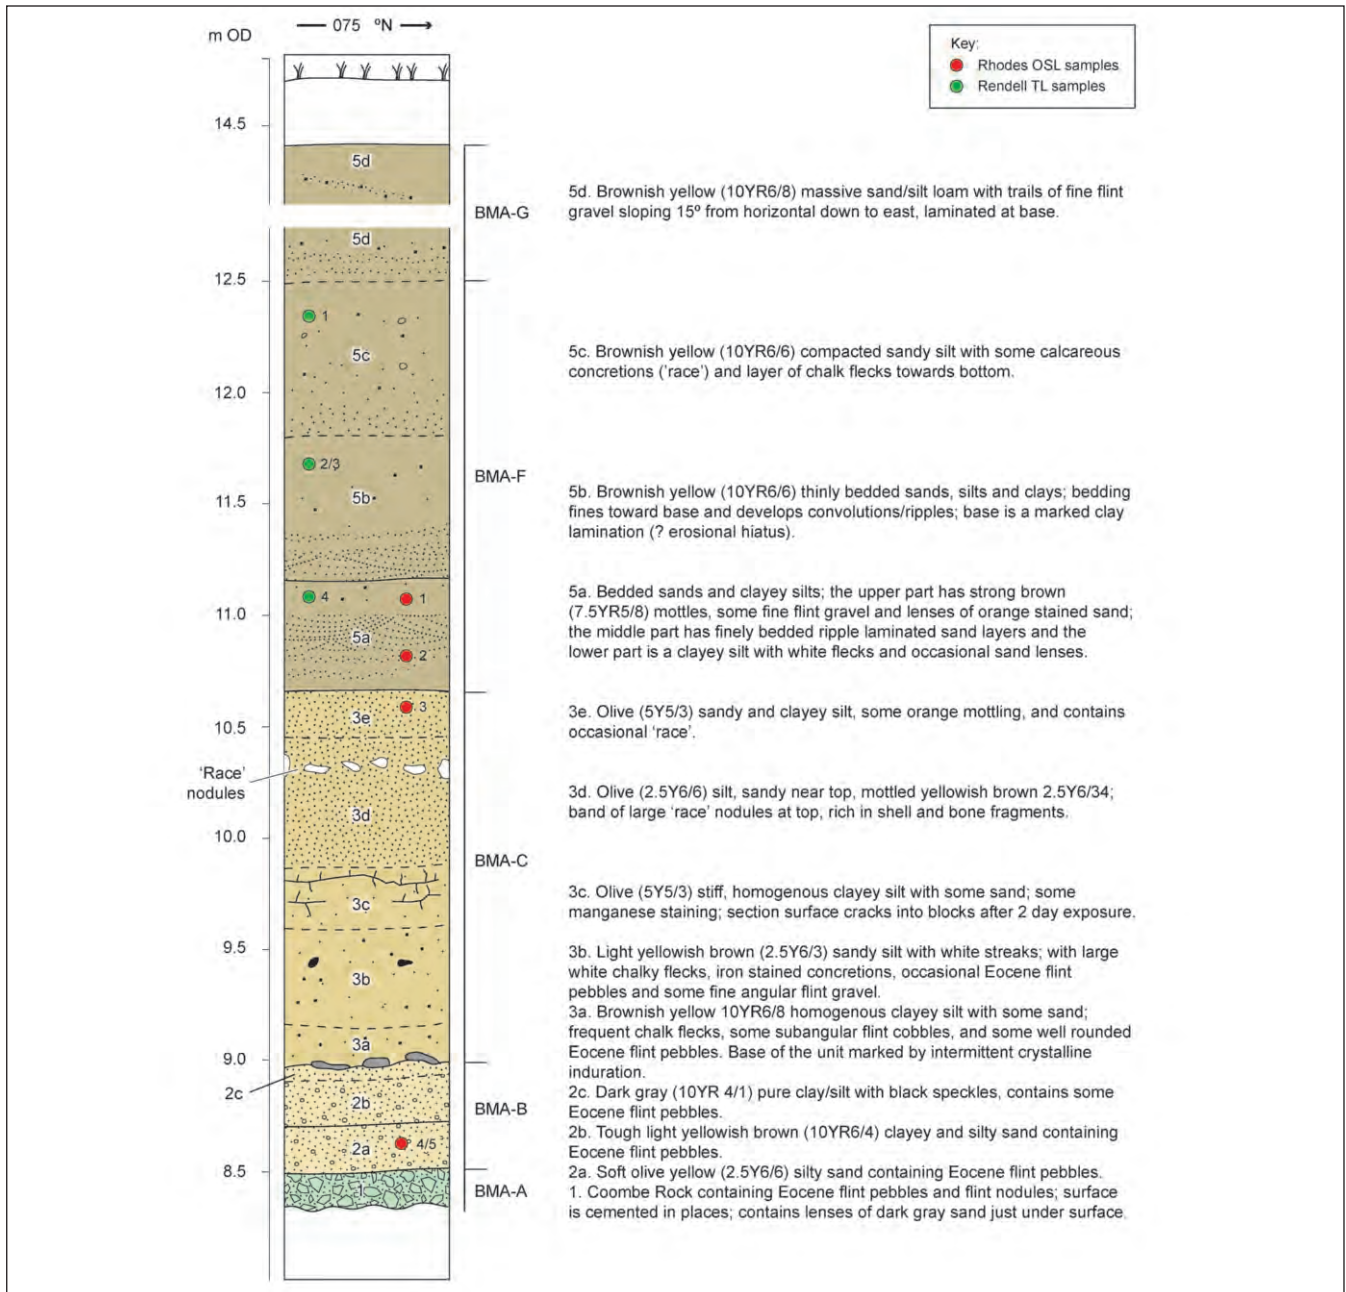 075 ºN
m OD
Key:
Rhodes OSL samples
Rendell TL samples
14.5
5d
5d
BMA-G
5d. Brownish yellow (10YR6/8) massive sand/silt loam with trails of fine flint
gravel sloping 15º from horizontal down to east, laminated at base.
12.5
1
5c
5c. Brownish yellow (10YR6/6) compacted sandy silt with some calcareous
concretions ('race') and layer of chalk flecks towards bottom.
12.0
2/3
BMA-F
5b
11.5
5b. Brownish yellow (10YR6/6) thinly bedded sands, silts and clays; bedding
fines toward base and develops convolutions/ripples; base is a marked clay
lamination (? erosional hiatus).
4
1
11.0
5a
2
5a. Bedded sands and clayey silts; the upper part has strong brown
(7.5YR5/8) mottles, some fine flint gravel and lenses of orange stained sand;
the middle part has finely bedded ripple laminated sand layers and the
lower part is a clayey silt with white flecks and occasional sand lenses.
3
3e
10.5
3e. Olive (5Y5/3) sandy and clayey silt, some orange mottling, and contains
occasional 'race'.
'Race'
nodules
3d
10.0
3d. Olive (2.5Y6/6) silt, sandy near top, mottled yellowish brown 2.5Y6/34;
band of large 'race' nodules at top, rich in shell and bone fragments.
BMA-C
3c
3c. Olive (5Y5/3) stiff, homogenous clayey silt with some sand; some
manganese staining; section surface cracks into blocks after 2 day exposure.
9.5
3b
3b. Light yellowish brown (2.5Y6/3) sandy silt with white streaks; with large
white chalky flecks, iron stained concretions, occasional Eocene flint
pebbles and some fine angular flint gravel.
3a
9.0
3a. Brownish yellow 10YR6/8 homogenous clayey silt with some sand;
frequent chalk flecks, some subangular flint cobbles, and some well rounded
Eocene flint pebbles. Base of the unit marked by intermittent crystalline
induration.
2c
2b
BMA-B
2c. Dark gray (10YR 4/1) pure clay/silt with black speckles, contains some
Eocene flint pebbles.
2b. Tough light yellowish brown (10YR6/4) clayey and silty sand containing
Eocene flint pebbles.
2a
4/5
8.5
2a. Soft olive yellow (2.5Y6/6) silty sand containing Eocene flint pebbles.
1
BMA-A
1. Coombe Rock containing Eocene flint pebbles and flint nodules; surface
is cemented in places; contains lenses of dark gray sand just under surface.